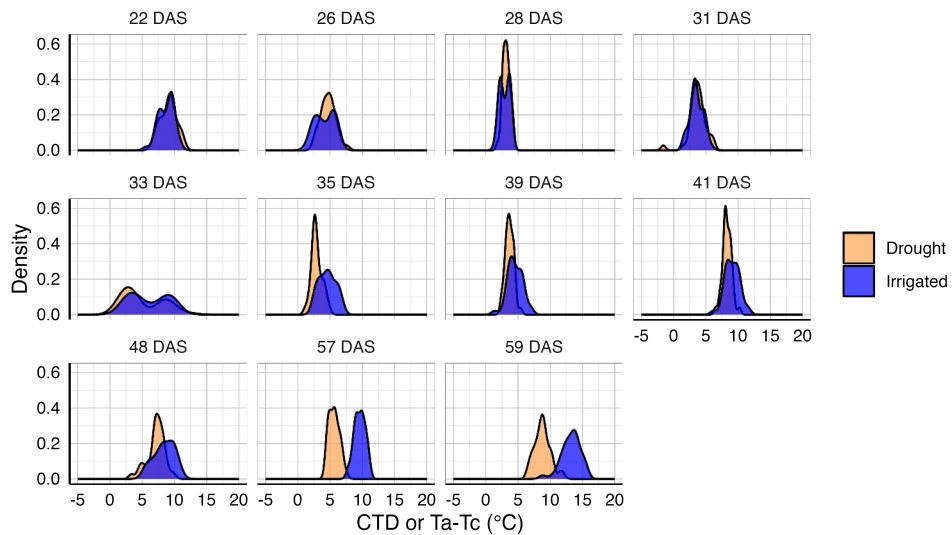 22 DAS 26 DAS 28 DAS 31 DAS
0.6
0.4
0.2
0.0
33 DAS 35 DAS 39 DAS 41 DAS
0.6
0.4
0.2
0.0
-5 0 5 10 15 20
48 DAS 57 DAS 59 DAS
0.6
0.4
0.2
0.0
-5 0 5 10 15 20 -5 0 5 10 15 20 -5 0 5 10 15 20
Density
CTD or Ta-Tc (°C)
Drought
Irrigated